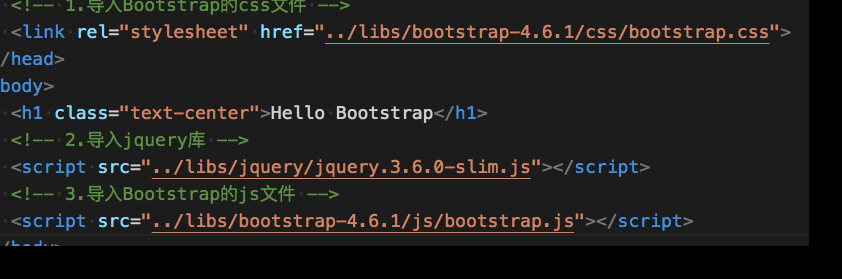 <!-- 1.导入Bootstrap的css文件 -->
<link rel="stylesheet" href="../libs/bootstrap-4.6.1/css/bootstrap.css">
/head>
body>
<h1 class="text-center">Hello Bootstrap</h1>
<!-- 2.导入jquery库 -->
<script src="../libs/jquery/jquery.3.6.0-slim.js"></script>
<!-- 3.导入Bootstrap的js文件 -->
<script src="../libs/bootstrap-4.6.1/js/bootstrap.js"></script>
/body>